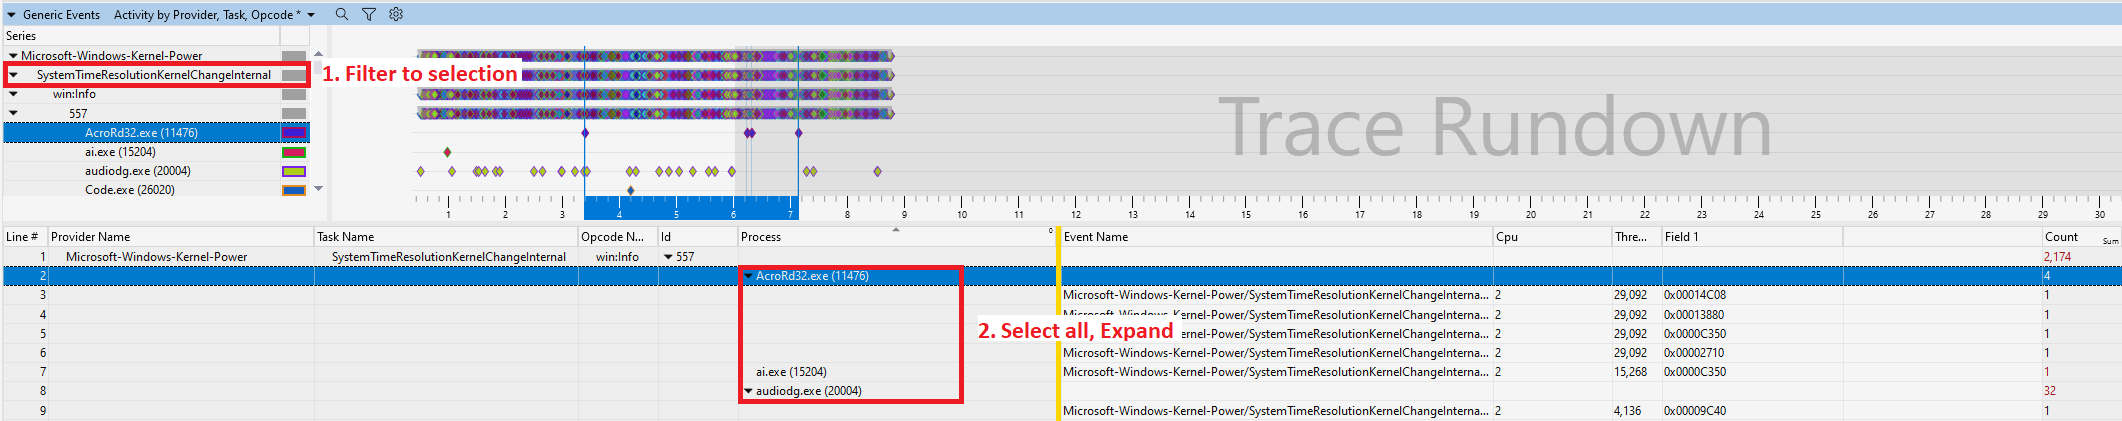 Generic Events Activity by Provider, Task, Opcode *
Series
Microsoft-Windows-Kernel-Power
SystemTimeResolutionKernelChangeInternal
1. Filter to selection
win:Info
557
AcroRd32.exe (11476)
ai.exe (15204)
audiodg.exe (20004)
Code.exe (26020)
Trace Rundown
1 2 3 4 5 6 7 8 9 10 11 12 13 14 15 16 17 18 19 20 21 22 23 24 25 26 27 28 29 30
Line # Provider Name Task Name Opcode N... Id Process 0 Event Name Cpu Thre... Field 1 Count Sum
1 Microsoft-Windows-Kernel-Power SystemTimeResolutionKernelChangeInternal win:Info 557 2,174
2 AcroRd32.exe (11476) 4
3 Microsoft-Windows-Kernel-Power/SystemTimeResolutionKernelChangeInterna... 2 29,092 0x00014C08 1
4 Microsoft-Windows-Kernel-Power/SystemTimeResolutionKernelChangeInterna... 2 29,092 0x00013880 1
2. Select all, Expand
5 Microsoft-Windows-Kernel-Power/SystemTimeResolutionKernelChangeInterna... 2 29,092 0x0000C350 1
6 Microsoft-Windows-Kernel-Power/SystemTimeResolutionKernelChangeInterna... 2 29,092 0x00002710 1
7 ai.exe (15204) Microsoft-Windows-Kernel-Power/SystemTimeResolutionKernelChangeInterna... 2 15,268 0x0000C350 1
8 audiodg.exe (20004) 32
9 Microsoft-Windows-Kernel-Power/SystemTimeResolutionKernelChangeInterna... 2 4,136 0x00009C40 1